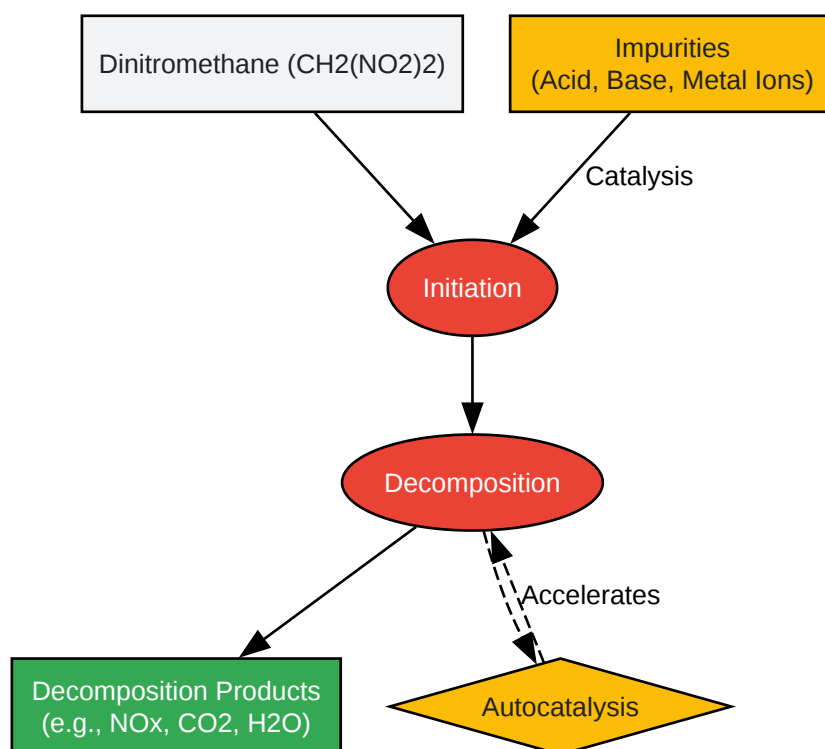 Dinitromethane (CH2(NO2)2)
Impurities
(Acid, Base, Metal Ions)
Catalysis
Initiation
Decomposition
Accelerates
Decomposition Products
(e.g., NOx, CO2, H2O)
Autocatalysis